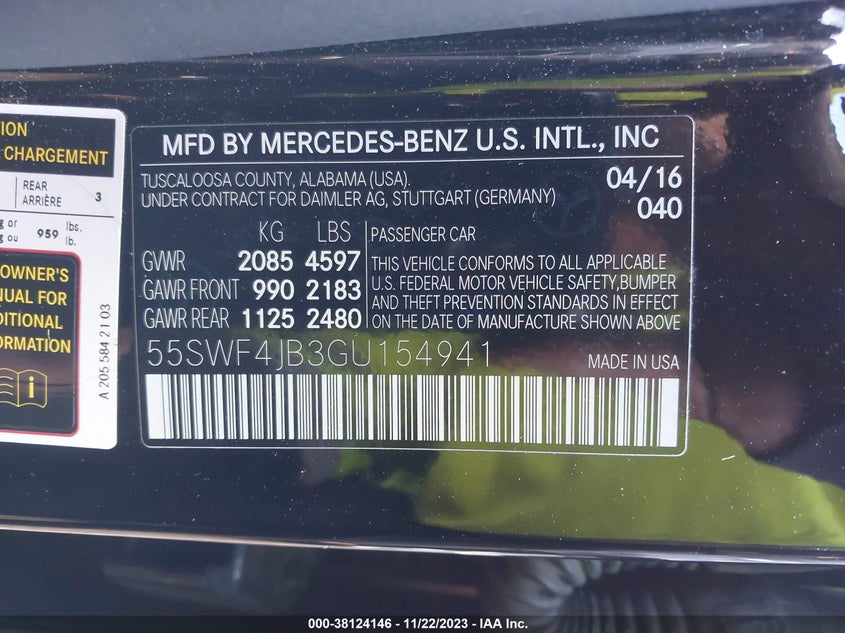 TION
CHARGEMENT
REAR
ARRIÈRE 3
g or
g ou 959 lbs.
lb.
OWNER'S
NUAL FOR
DITIONAL
ORMATION
A 205 584 21 03
MFD BY MERCEDES-BENZ U.S. INTL., INC
TUSCALOOSA COUNTY, ALABAMA (USA). 04/16
UNDER CONTRACT FOR DAIMLER AG, STUTTGART (GERMANY) 040
KG LBS PASSENGER CAR
GVWR 2085 4597
GAWR FRONT 990 2183
GAWR REAR 1125 2480
THIS VEHICLE CONFORMS TO ALL APPLICABLE
U.S. FEDERAL MOTOR VEHICLE SAFETY, BUMPER
AND THEFT PREVENTION STANDARDS IN EFFECT
ON THE DATE OF MANUFACTURE SHOWN ABOVE
55SWF4JB3GU154941 MADE IN USA
000-38124146 - 11/22/2023 - IAA Inc.